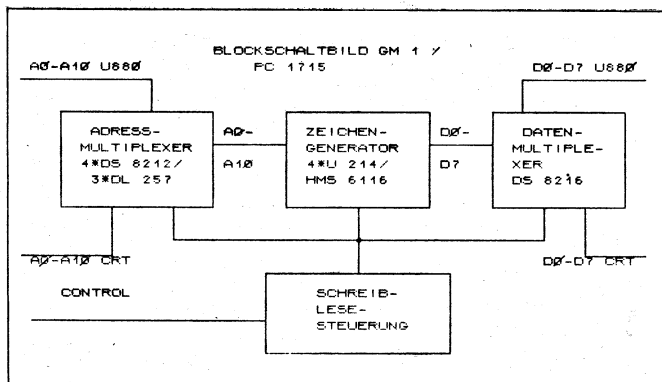 BLOCKSCHALTBILD GM 1 /
PC 1715
AØ-A1Ø U88Ø
DØ-D7 U88Ø
ADRESS-
MULTIPLEXER
4*DS 8212/
3*DL 257
AØ-
A1Ø
ZEICHEN-
GENERATOR
4*U 214/
HMS 6116
DØ-
D7
DATEN-
MULTIPLE-
XER
DS 8216
AØ-A1Ø CRT
DØ-D7 CRT
CONTROL
SCHREIB-
LESE-
STEUERUNG